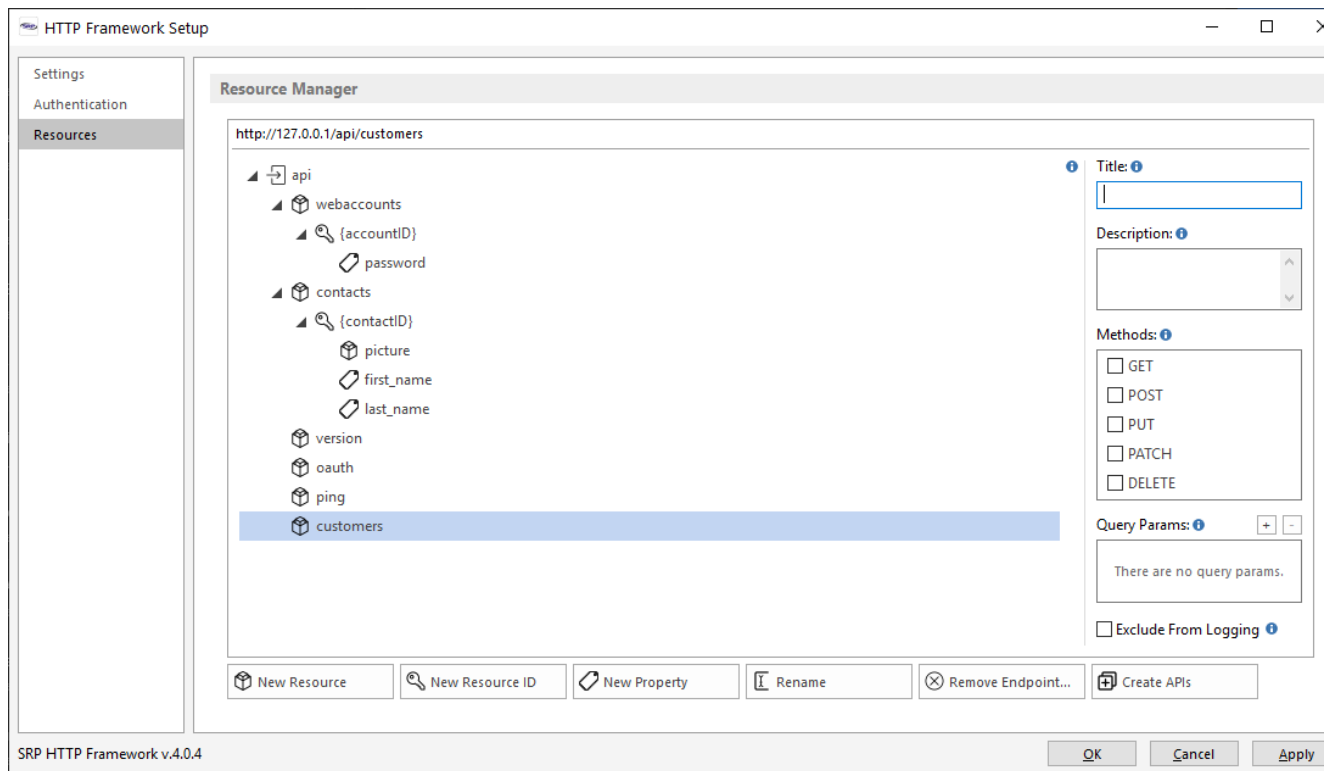 HTTP Framework Setup
Settings
Authentication
Resources
Resource Manager
http://127.0.0.1/api/customers
api
webaccounts
{accountID}
password
contacts
{contactID}
picture
first_name
last_name
version
oauth
ping
customers
Title:
Description:
Methods:
GET
POST
PUT
PATCH
DELETE
Query Params:
+ -
There are no query params.
Exclude From Logging
New Resource
New Resource ID
New Property
Rename
Remove Endpoint...
Create APIs
SRP HTTP Framework v.4.0.4
OK
Cancel
Apply